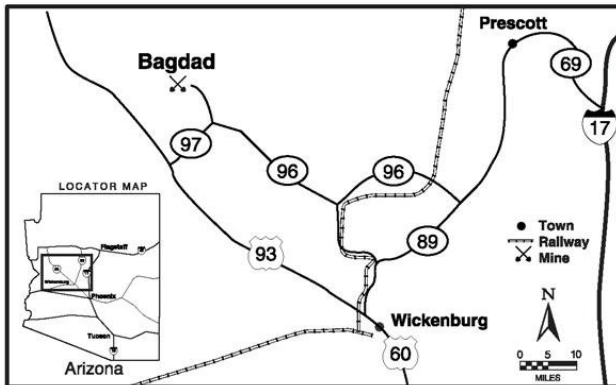 Prescott
Bagdad
69
17
97
96
96
LOCATOR MAP
Flagstaff
Wickenburg
Phoenix
Tucson
Arizona
93
89
Town
Railway
Mine
N
Wickenburg
60
0 5 10
MILES